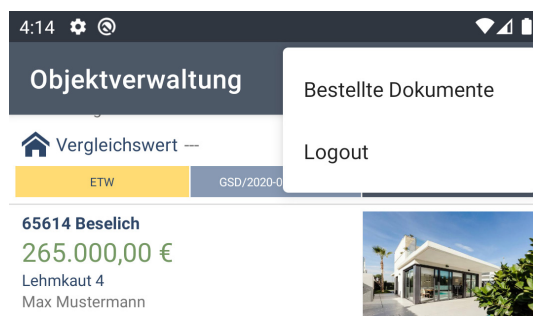 4:14
Objektverwaltung
Bestellte Dokumente
Logout
Vergleichswert ---
ETW
GSD/2020-0
65614 Beselich
265.000,00 €
Lehmkaut 4
Max Mustermann